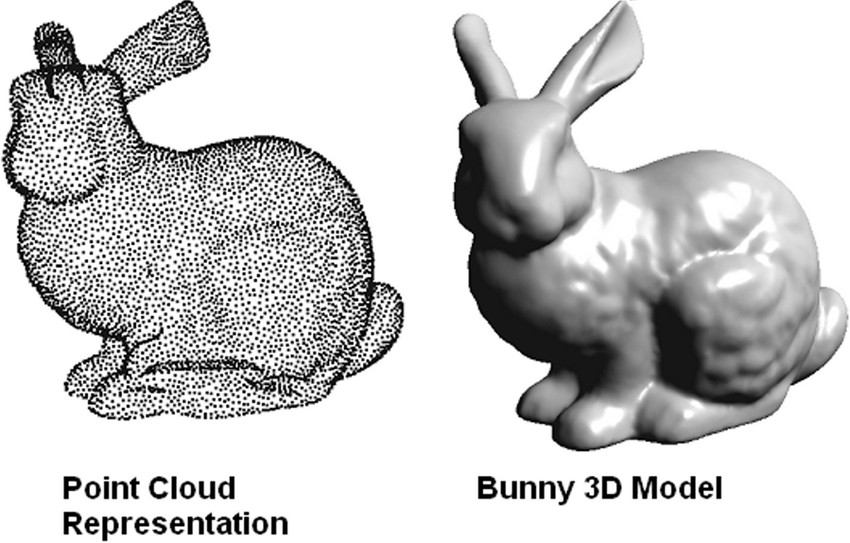 Point Cloud
Representation
Bunny 3D Model